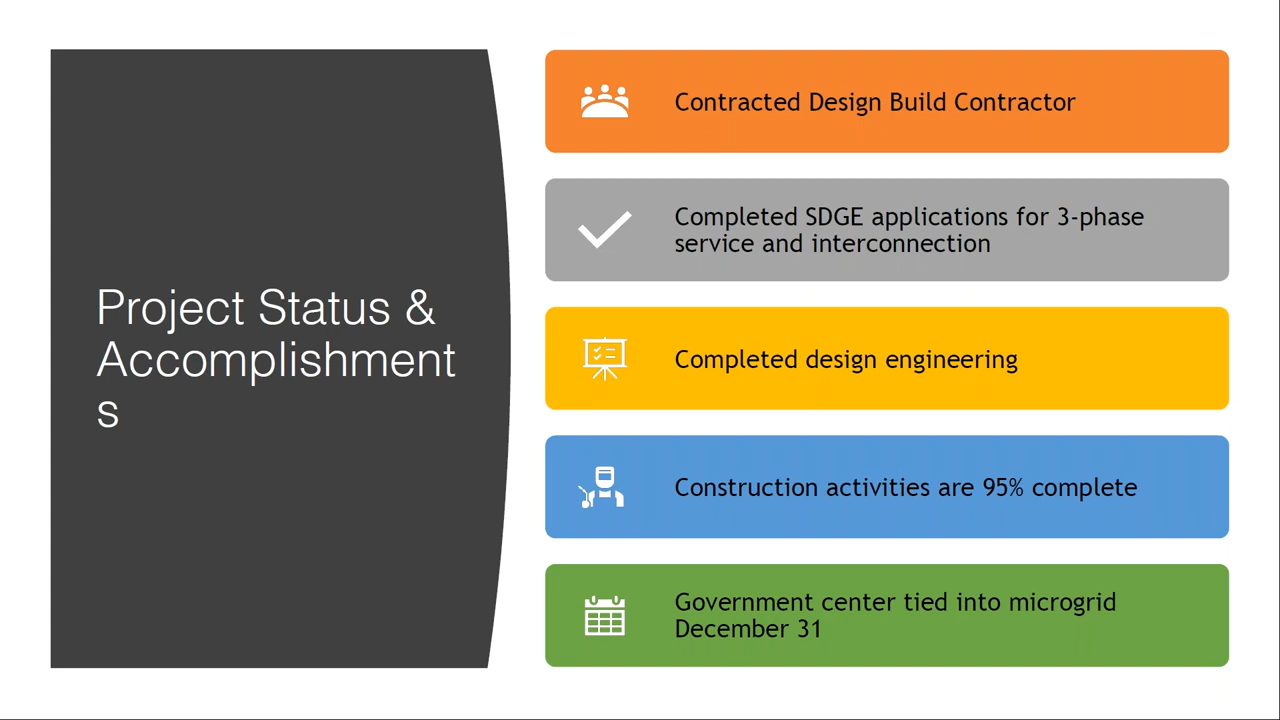 Project Status &
Accomplishment
s
Contracted Design Build Contractor
Completed SDGE applications for 3-phase
service and interconnection
Completed design engineering
Construction activities are 95% complete
Government center tied into microgrid
December 31